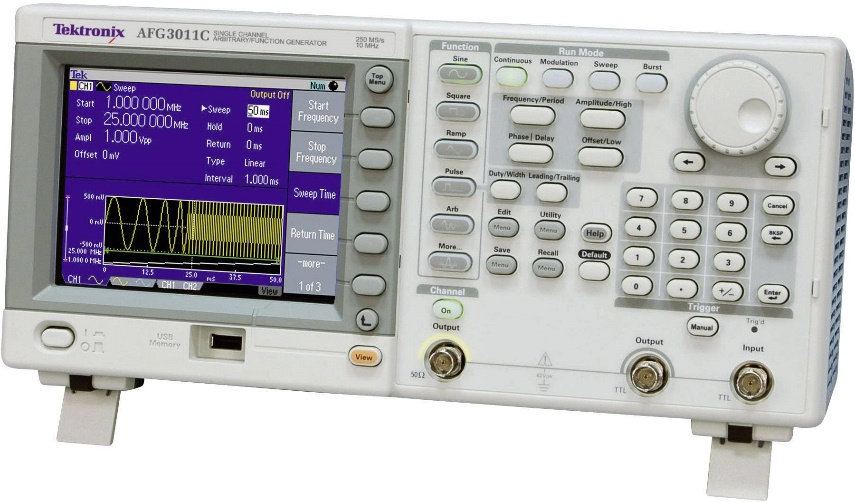 Tektronix AFG3011C SINGLE CHANNEL ARBITRARY/FUNCTION GENERATOR 250 MS/s 10 MHz
Tek Num
CH1 Sweep Output Off
Start 1.000 000 MHz
Stop 25.000 000 MHz
Ampl 1.000 Vpp
Offset 0 mV
Sweep 50 ms
Hold 0 ms
Return 0 ms
Type Linear
Interval 1.000 ms
500 mV
0 mV
-500 mV
25.000 MHz
1.000 0 MHz
0 12.5 25.0 ms 37.5 50.0
CH1 CH1 CH2 View
Start Frequency
Stop Frequency
Sweep Time
Return Time
-more-
1 of 3
Top Menu
USB Memory
View
Function
Sine
Square
Ramp
Pulse
Arb
More...
Run Mode
Continuous Modulation Sweep Burst
Frequency/Period Amplitude/High
Phase | Delay Offset/Low
Duty/Width Leading/Trailing
Edit Utility
Menu Menu Help
Save Recall Default
Menu Menu
7 8 9 Cancel
4 5 6 BKSP
1 2 3
0 . +/- Enter
Channel
On
Output
50Ω
Trigger
Manual Trig'd
Output Input
TTL TTL